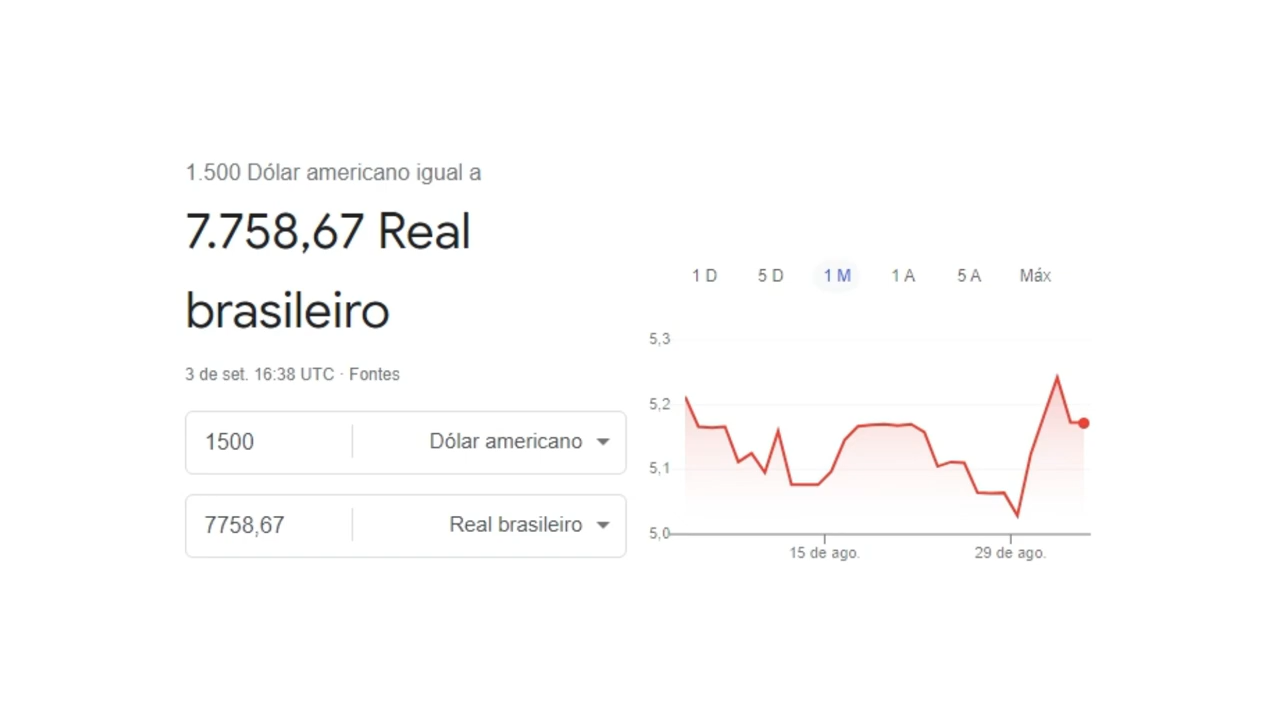 1.500 Dólar americano igual a
7.758,67 Real
brasileiro
3 de set. 16:38 UTC · Fontes
1500 Dólar americano
7758,67 Real brasileiro
1 D 5 D 1 M 1 A 5 A Máx
5,3
5,2
5,1
5,0
15 de ago. 29 de ago.